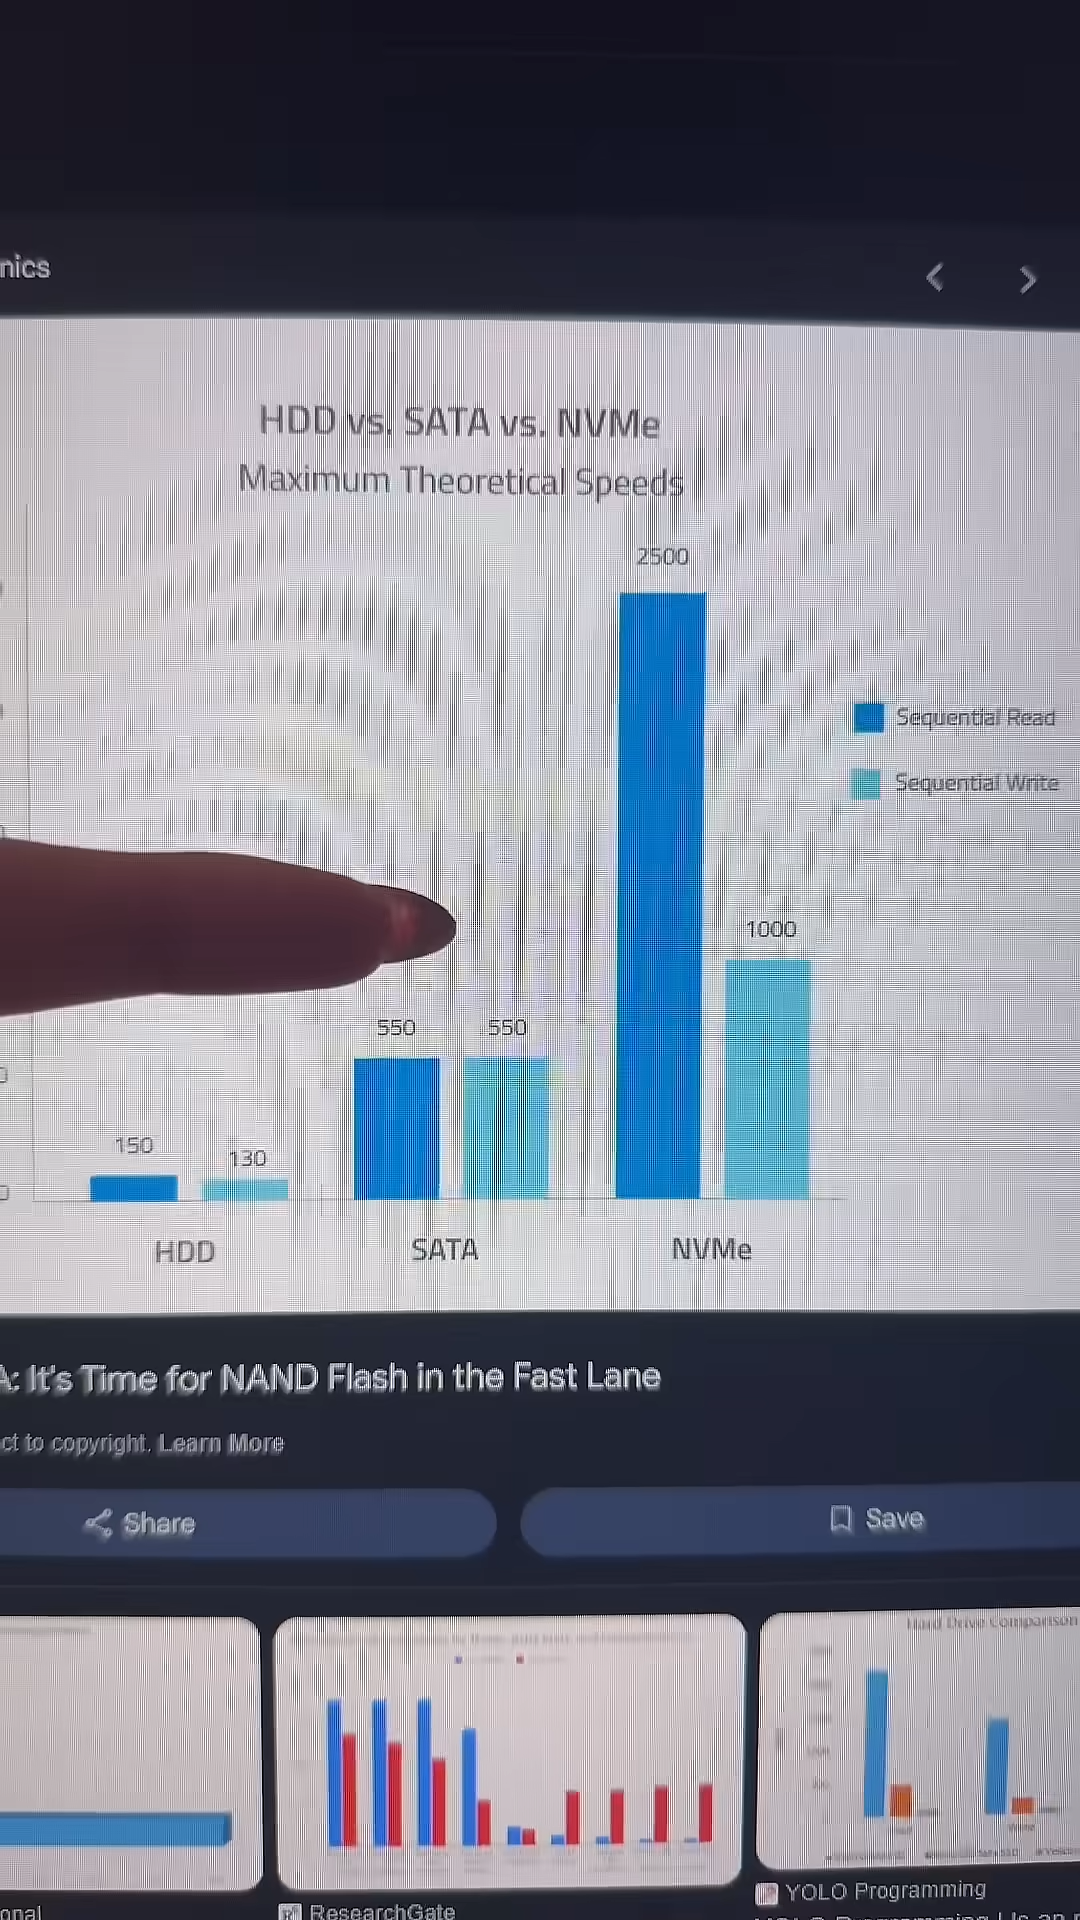 nics
HDD vs. SATA vs. NVMe
Maximum Theoretical Speeds
2500
Sequential Read
Sequential Write
1000
550 550
150
130
HDD SATA NVMe
A: It's Time for NAND Flash in the Fast Lane
ct to copyright. Learn More
Share Save
Hard Drive Comparison
YOLO Programming
onal ResearchGate